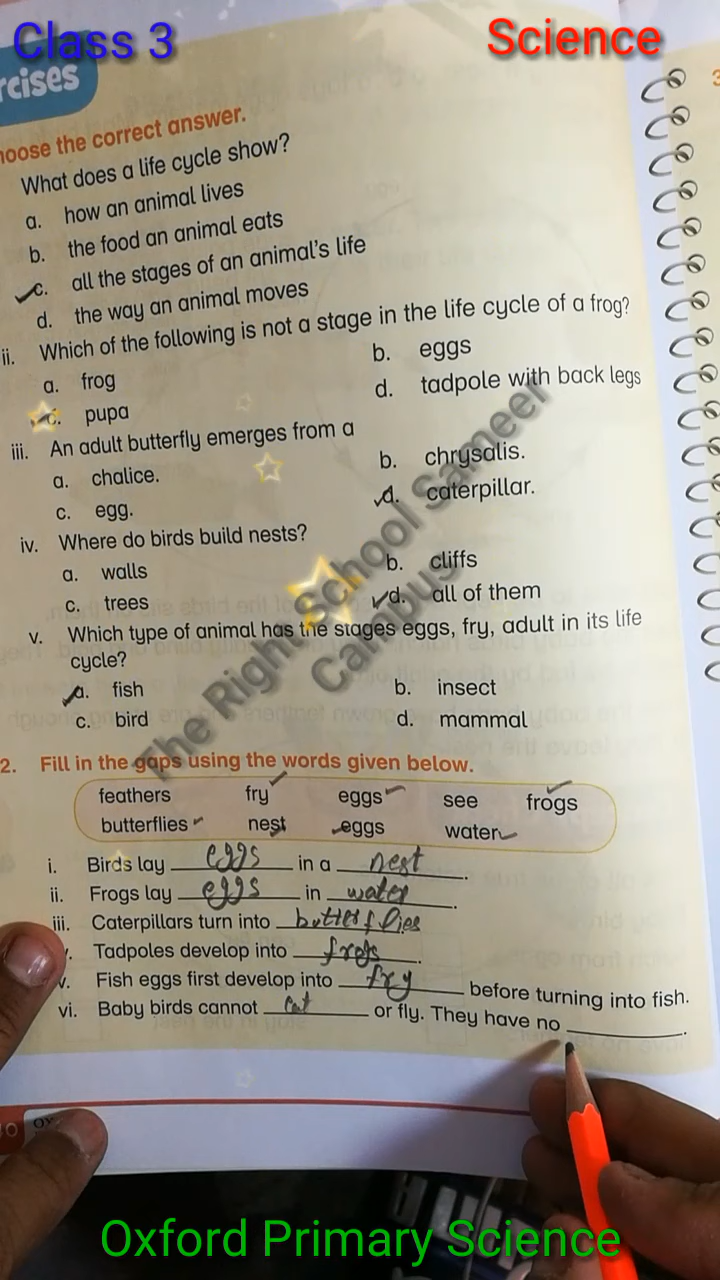 Class 3
Science
rcises
hoose the correct answer.
What does a life cycle show?
a. how an animal lives
b. the food an animal eats
c. all the stages of an animal's life
d. the way an animal moves
ii. Which of the following is not a stage in the life cycle of a frog?
a. frog
b. eggs
c. pupa
d. tadpole with back legs
iii. An adult butterfly emerges from a
a. chalice.
b. chrysalis.
c. egg.
d. caterpillar.
iv. Where do birds build nests?
a. walls
b. cliffs
c. trees
d. all of them
v. Which type of animal has the stages eggs, fry, adult in its life
cycle?
a. fish
b. insect
c. bird
d. mammal
The Right School Sameer
Campus
2. Fill in the gaps using the words given below.
feathers fry eggs see frogs
butterflies nest eggs water
i. Birds lay eggs in a nest.
ii. Frogs lay eggs in water.
iii. Caterpillars turn into butterflies
. Tadpoles develop into frogs.
v. Fish eggs first develop into fry before turning into fish.
vi. Baby birds cannot or fly. They have no .
Oxford Primary Science